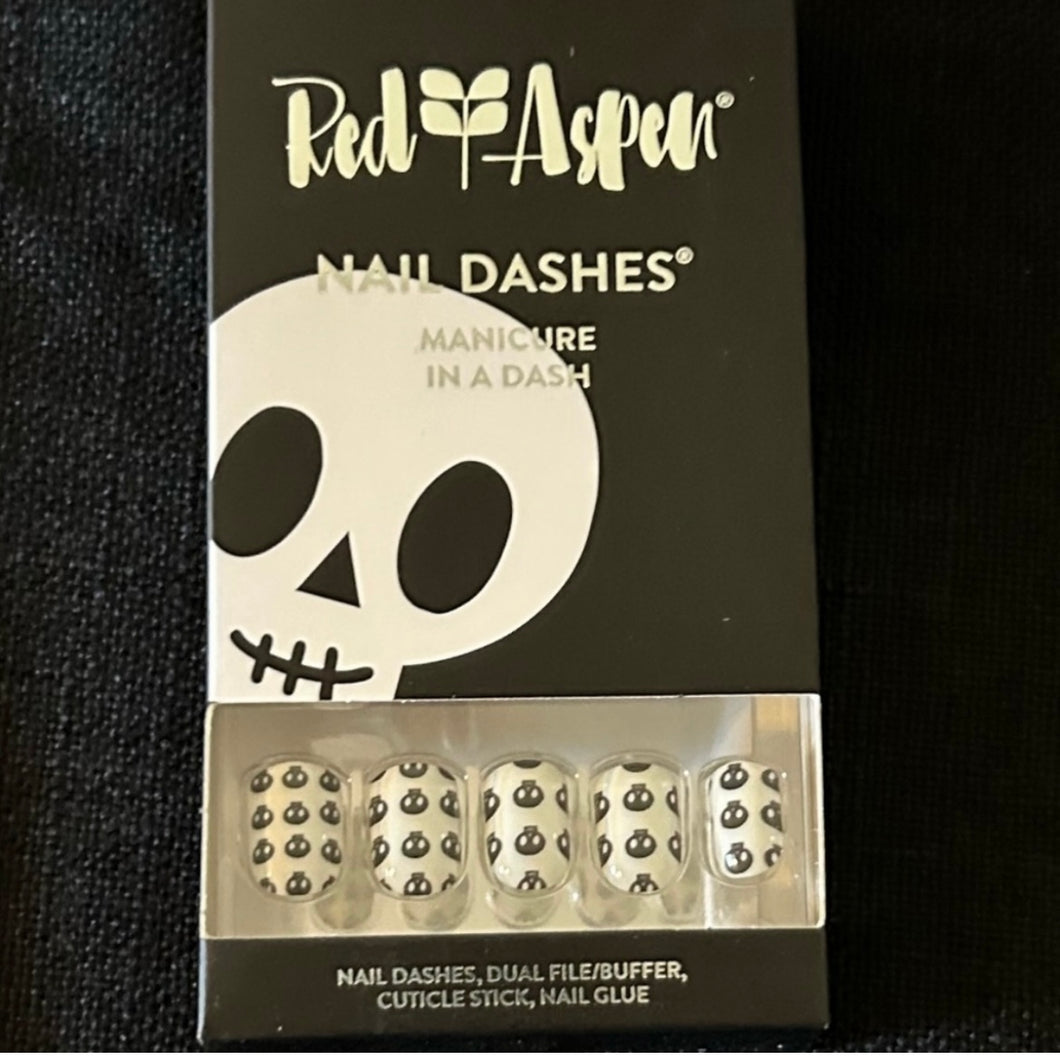 Red Aspen®
NAIL DASHES®
MANICURE
IN A DASH
NAIL DASHES, DUAL FILE/BUFFER,
CUTICLE STICK, NAIL GLUE